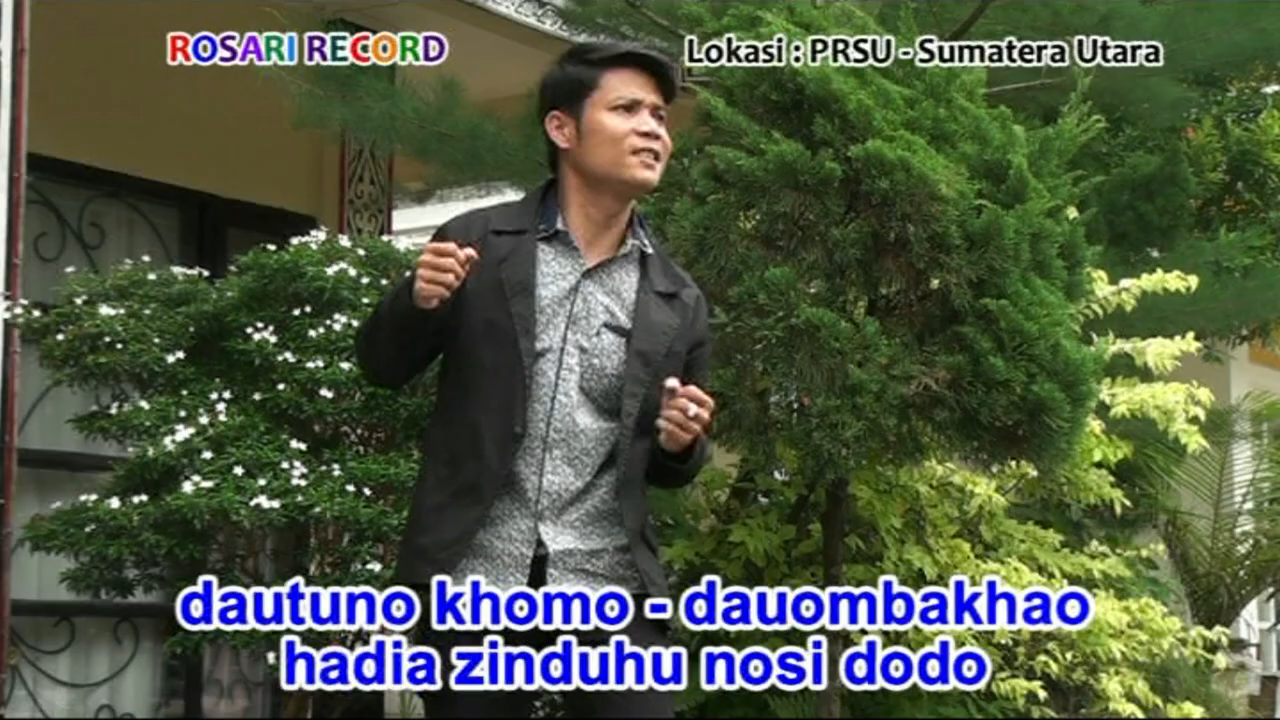 ROSARI RECORD
Lokasi : PRSU - Sumatera Utara
dautuno khomo - dauombakhao
hadia zinduhu nosi dodo